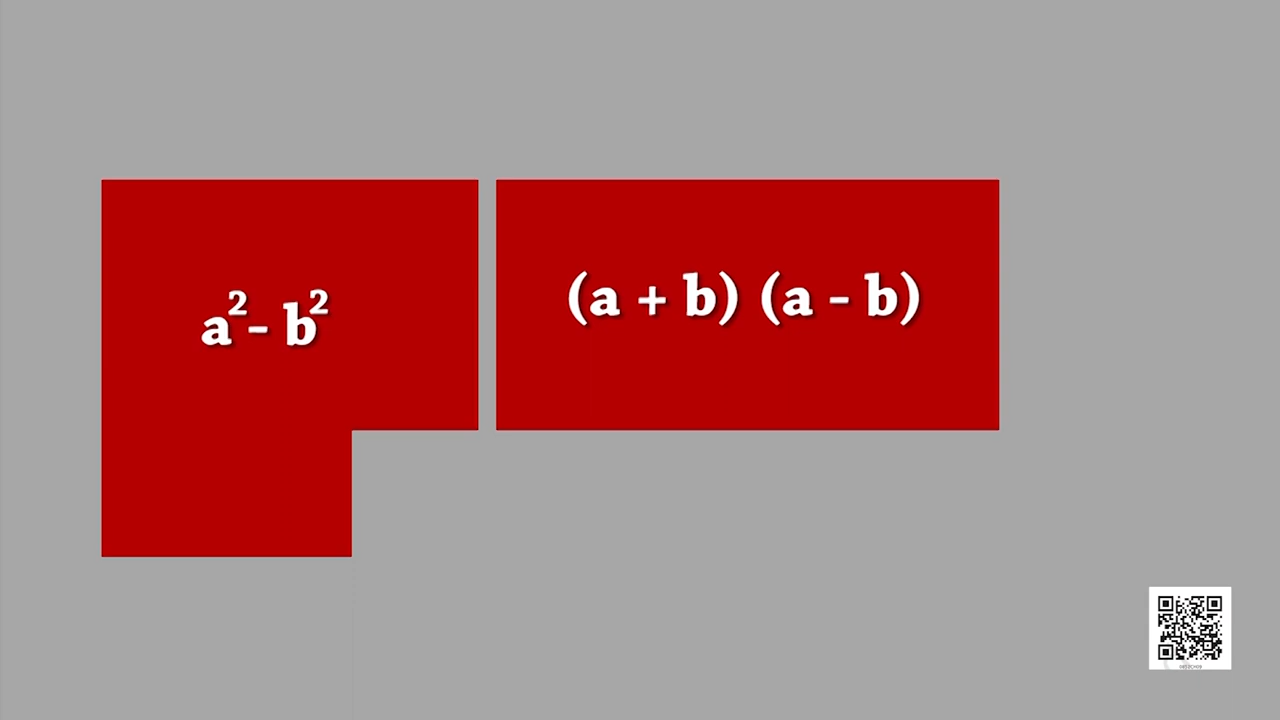 a²- b²
(a + b) (a - b)